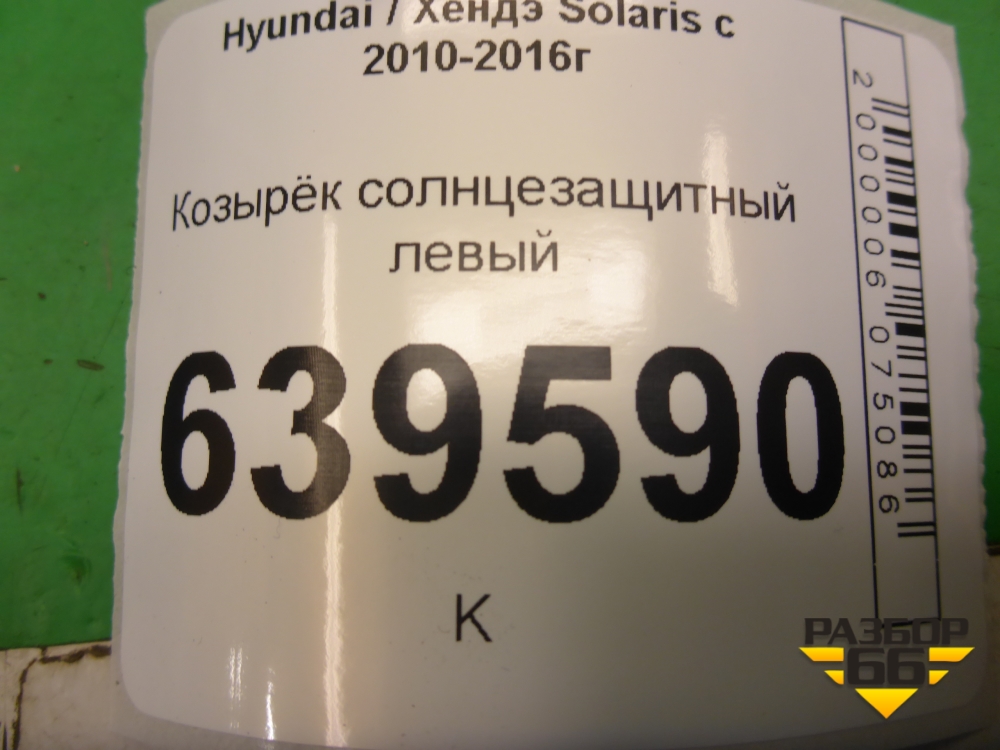 Hyundai / Хендэ Solaris с
2010-2016г
Козырёк солнцезащитный
левый
639590
К
2000006075086
РАЗБОР
66